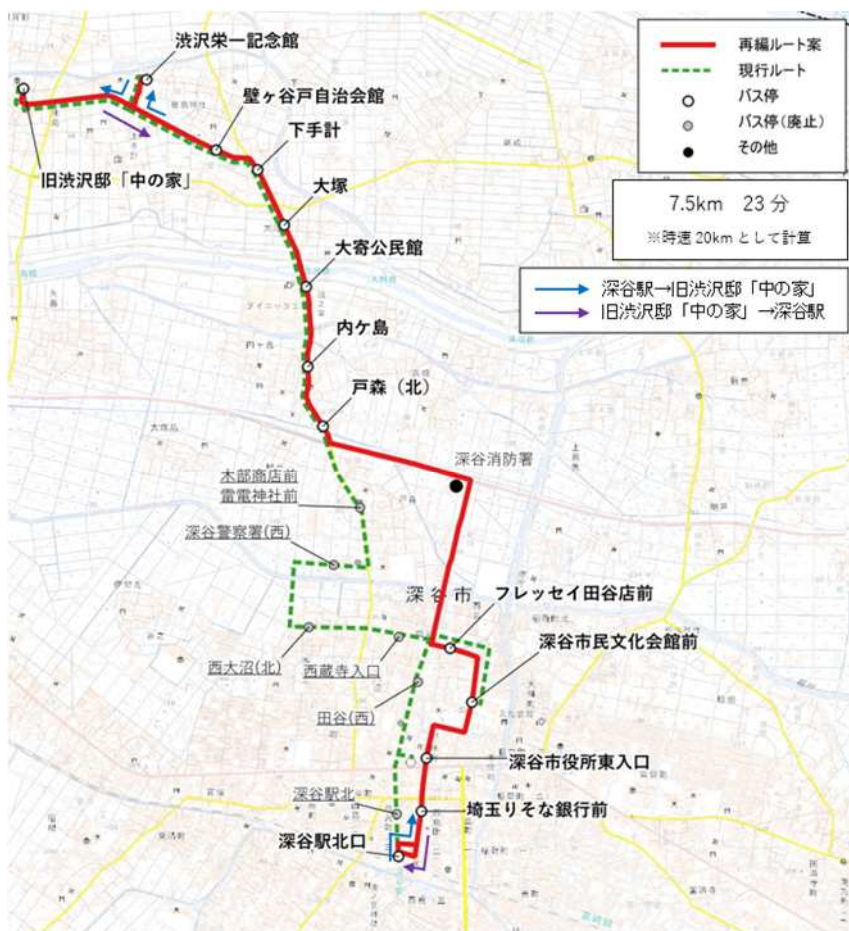 渋沢栄一記念館
再編ルート案
現行ルート
バス停
バス停(廃止)
その他
壁ヶ谷戸自治会館
下手計
旧渋沢邸「中の家」
大塚
7.5km 23分
※時速20kmとして計算
大寄公民館
深谷駅→旧渋沢邸「中の家」
旧渋沢邸「中の家」→深谷駅
内ケ島
戸森（北）
深谷消防署
木部商店前
雷電神社前
深谷警察署(西)
深谷市
フレッセイ田谷店前
深谷市民文化会館前
西大沼(北)
西蔵寺入口
田谷(西)
深谷市役所東入口
深谷駅北
埼玉りそな銀行前
深谷駅北口